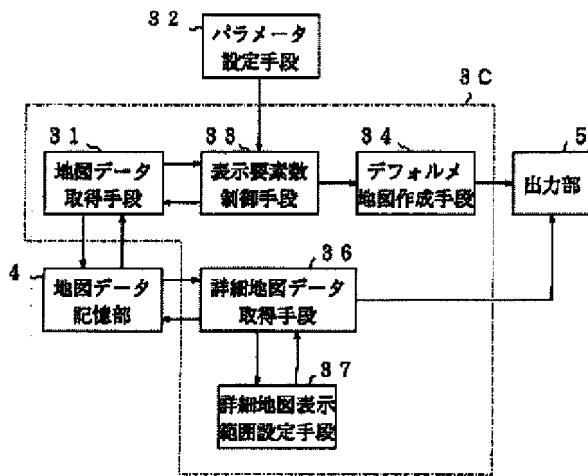 ３２
パラメータ
設定手段
３C
３１
３３
３４
５
地図データ
取得手段
表示要素数
制御手段
デフォルメ
地図作成手段
出力部
３６
４
地図データ
記憶部
詳細地図データ
取得手段
３７
詳細地図表示
範囲設定手段